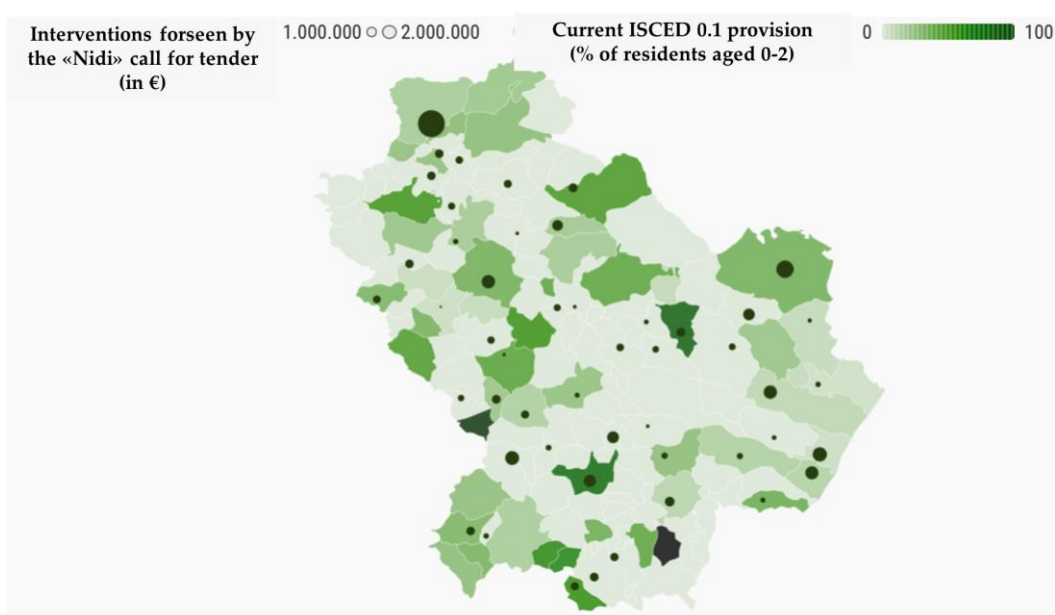 Interventions forseen by
the «Nidi» call for tender
(in €)
1.000.000 2.000.000
Current ISCED 0.1 provision
(% of residents aged 0-2)
0 100